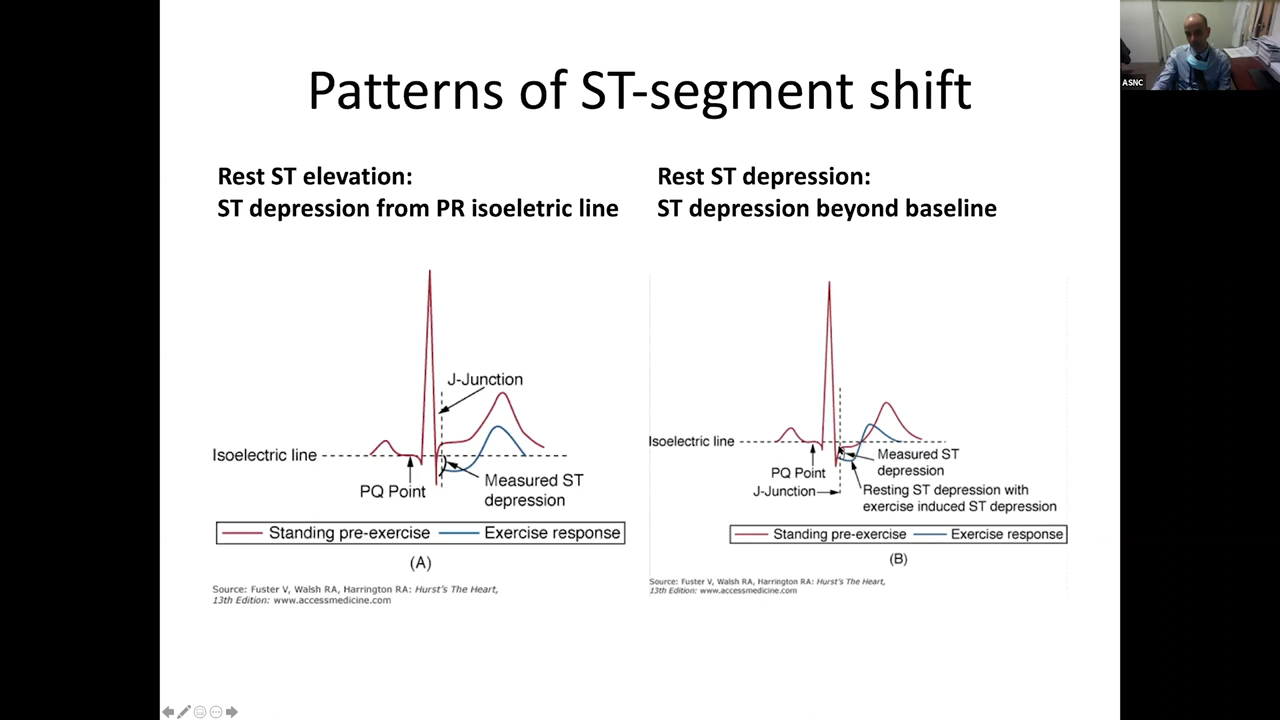 Patterns of ST-segment shift
ASNC
Rest ST elevation:
ST depression from PR isoeletric line
Rest ST depression:
ST depression beyond baseline
J-Junction
Isoelectric line
PQ Point
Measured ST
depression
Standing pre-exercise
Exercise response
(A)
Source: Fuster V, Walsh RA, Harrington RA: Hurst's The Heart,
13th Edition: www.accessmedicine.com
Isoelectric line
PQ Point
J-Junction
Measured ST
depression
Resting ST depression with
exercise induced ST depression
Standing pre-exercise
Exercise response
(B)
Source: Fuster V, Walsh RA, Harrington RA: Hurst's The Heart,
13th Edition: www.accessmedicine.com